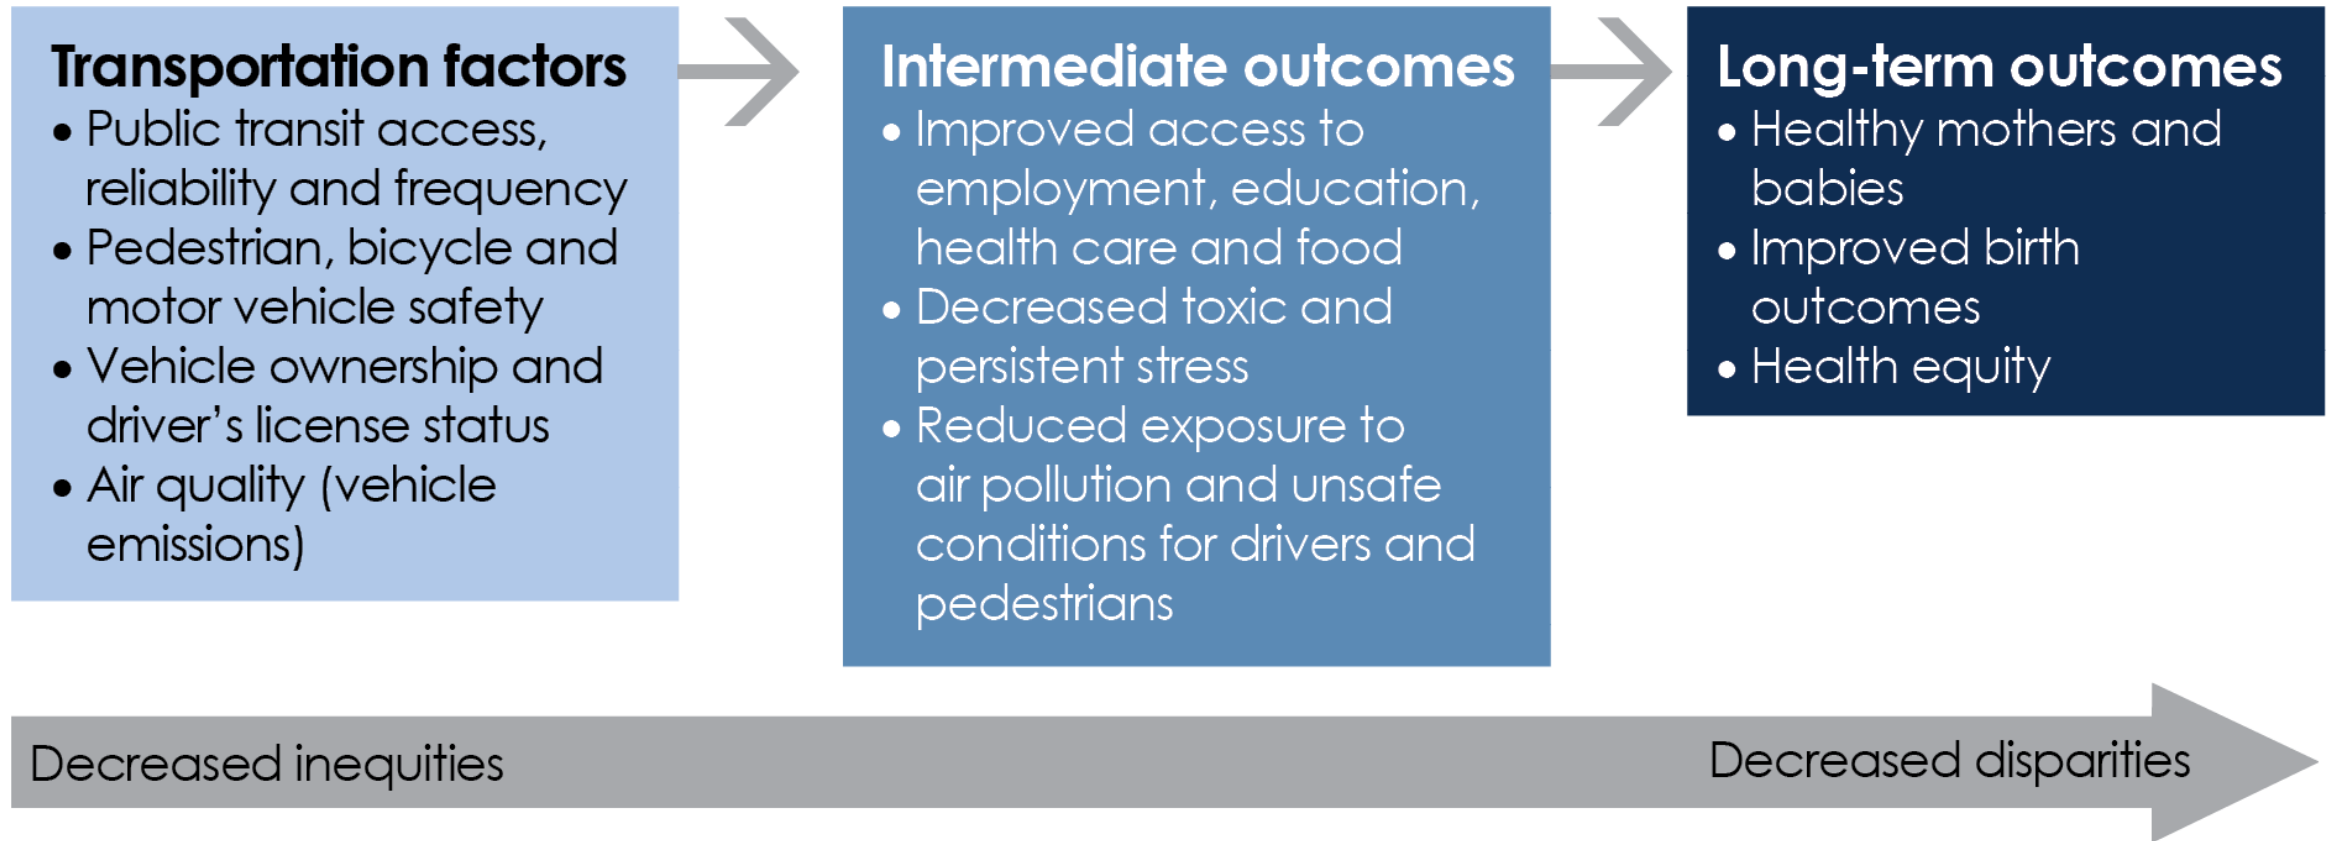 Transportation factors
• Public transit access,
reliability and frequency
• Pedestrian, bicycle and
motor vehicle safety
• Vehicle ownership and
driver’s license status
• Air quality (vehicle
emissions)
Intermediate outcomes
• Improved access to
employment, education,
health care and food
• Decreased toxic and
persistent stress
• Reduced exposure to
air pollution and unsafe
conditions for drivers and
pedestrians
Long-term outcomes
• Healthy mothers and
babies
• Improved birth
outcomes
• Health equity
Decreased inequities
Decreased disparities